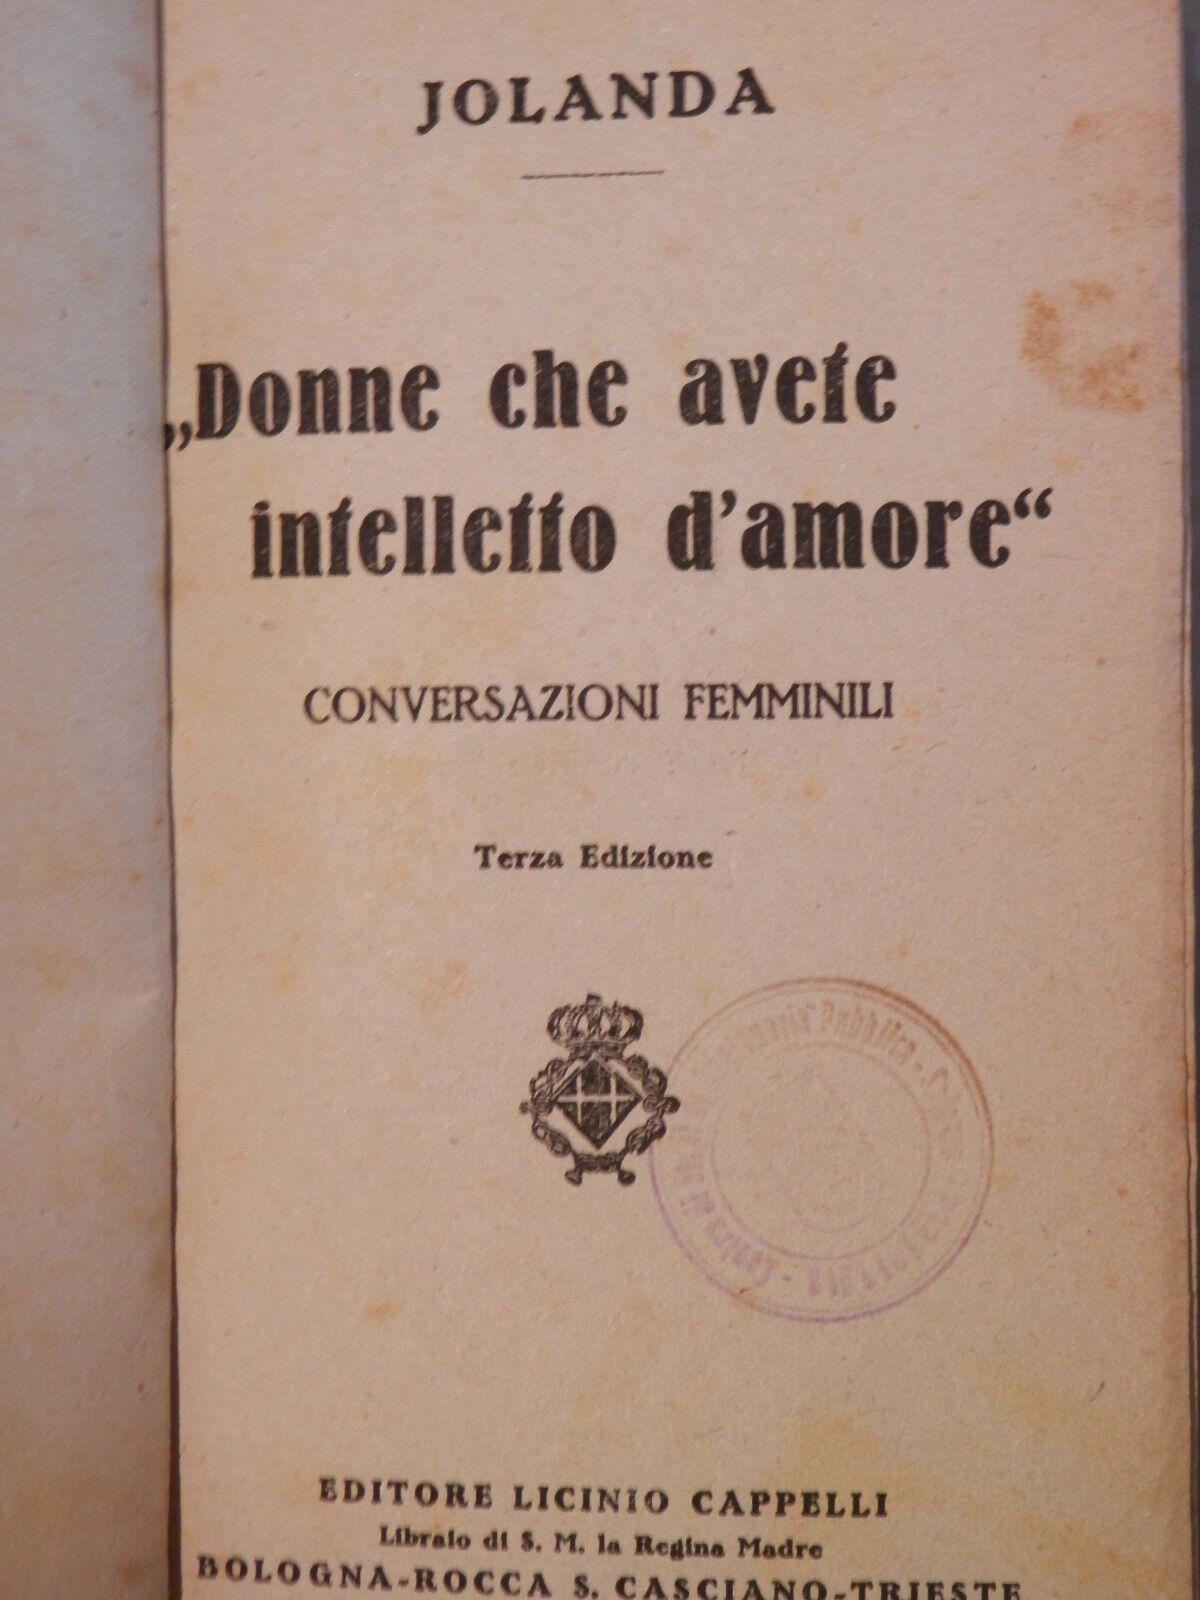 JOLANDA
„Donne che avete
intelletto d'amore“
CONVERSAZIONI FEMMINILI
Terza Edizione
Pubblica
EDITORE LICINIO CAPPELLI
Libraio di S. M. la Regina Madre
BOLOGNA-ROCCA S. CASCIANO-TRIESTE